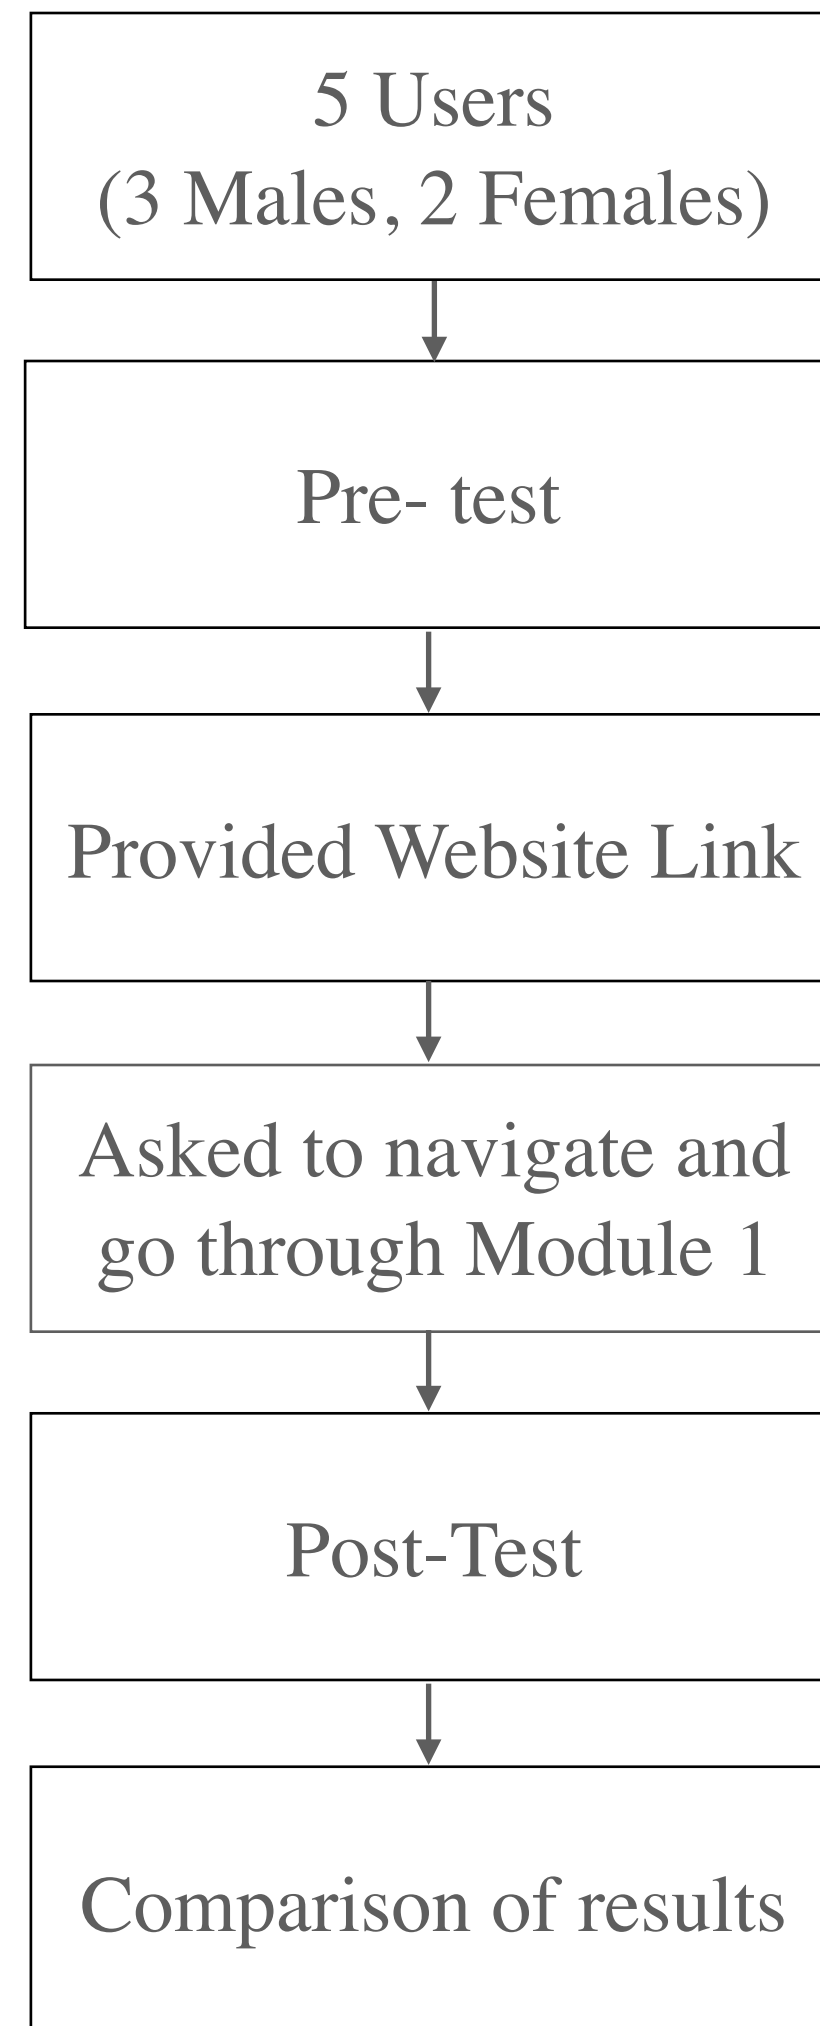 5 Users
(3 Males, 2 Females)
Pre- test
Provided Website Link
Asked to navigate and
go through Module 1
Post-Test
Comparison of results